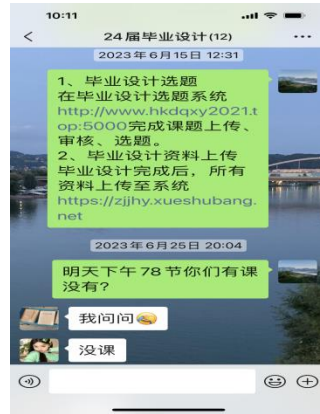 10:11
24届毕业设计(12)
2023年6月15日 12:31
1、毕业设计选题
在毕业设计选题系统
http://www.hkdqxy2021.t
op:5000完成课题上传、
审核、选题。
2、毕业设计资料上传
毕业设计完成后，所有
资料上传至系统
https://zjjhy.xueshubang.
net
2023年6月25日 20:04
明天下午78节你们有课
没有?
我问问
没课